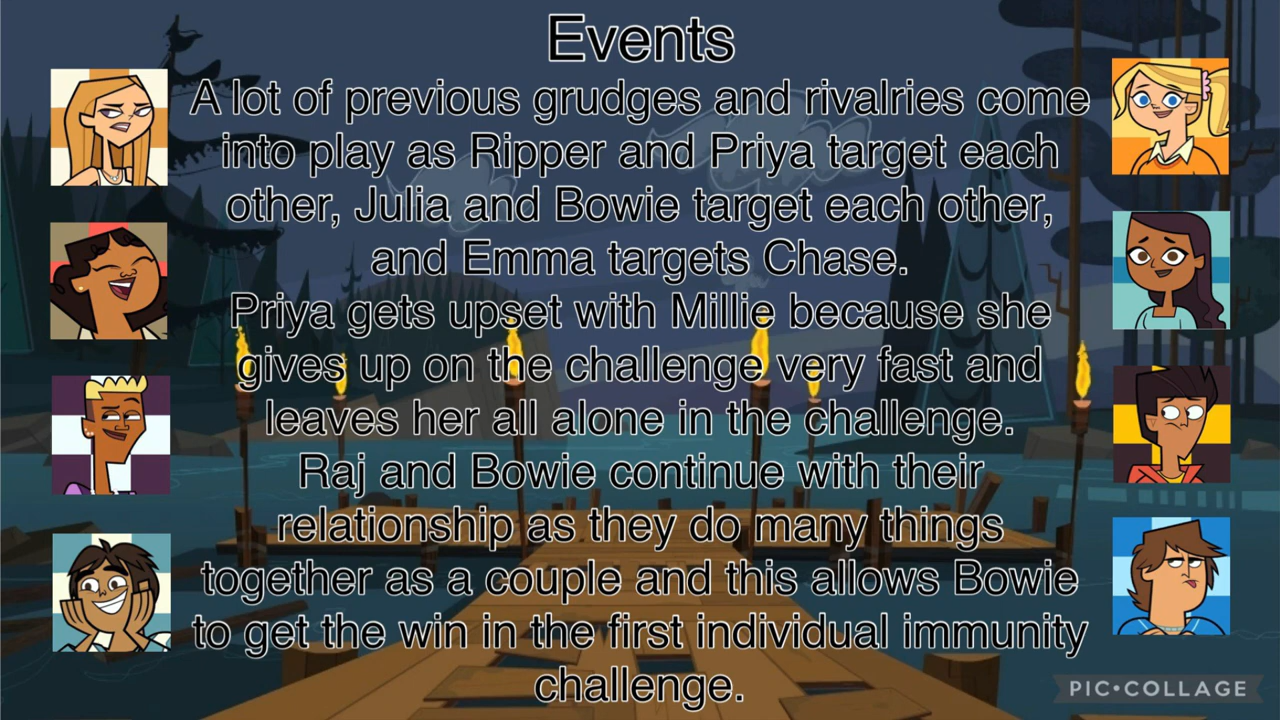 Events
A lot of previous grudges and rivalries come
into play as Ripper and Priya target each
other, Julia and Bowie target each other,
and Emma targets Chase.
Priya gets upset with Millie because she
gives up on the challenge very fast and
leaves her all alone in the challenge.
Raj and Bowie continue with their
relationship as they do many things
together as a couple and this allows Bowie
to get the win in the first individual immunity
challenge.
PIC•COLLAGE